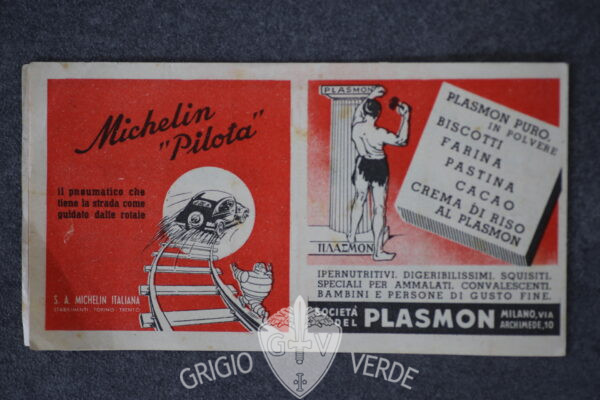 Michelin
"Pilota"
il pneumatico che
tiene la strada come
guidato dalle rotaie
S. A. MICHELIN ITALIANA
STABILIMENTI TORINO - TRENTO
PLASMON
ΠΛΑΣΜΟΝ
PLASMON PURO,
IN POLVERE
BISCOTTI
FARINA
PASTINA
CACAO
CREMA DI RISO
AL PLASMON
IPERNUTRITIVI. DIGERIBILISSIMI. SQUISITI.
SPECIALI PER AMMALATI, CONVALESCENTI,
BAMBINI E PERSONE DI GUSTO FINE.
SOCIETÀ DEL PLASMON MILANO, VIA ARCHIMEDE, 10
G V
GRIGIO VERDE